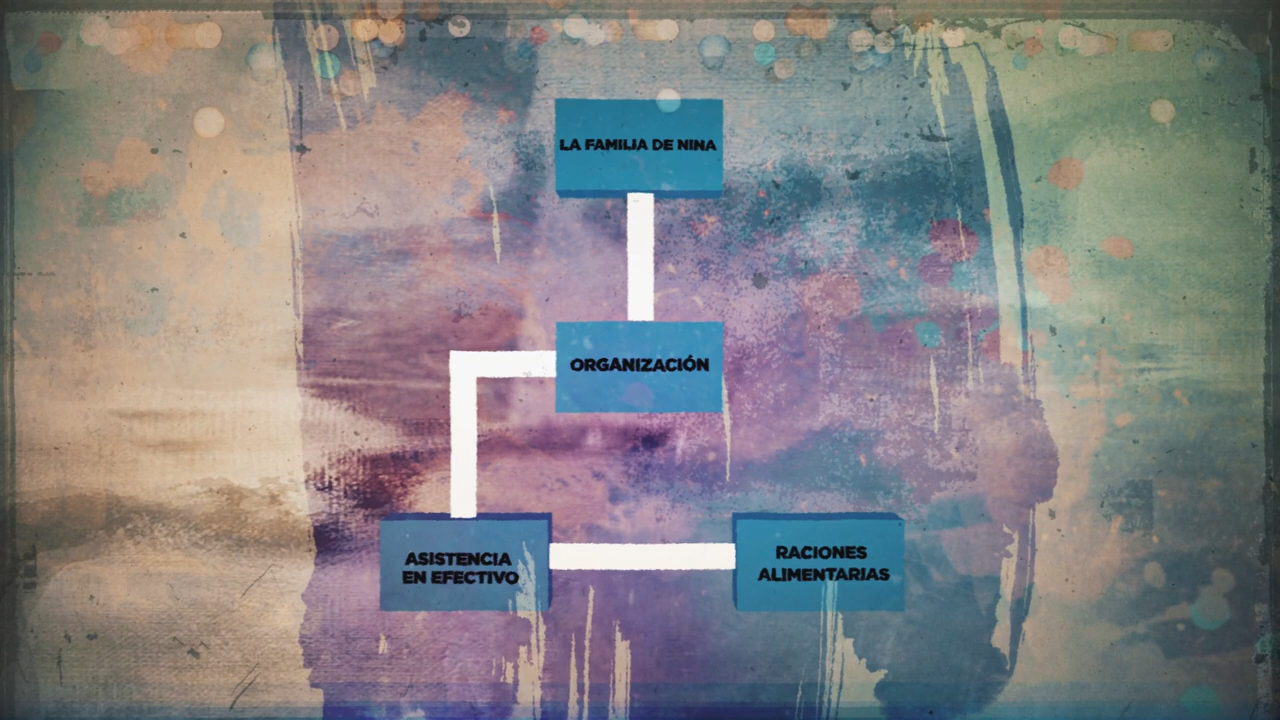 LA FAMILIA DE NINA
ORGANIZACIÓN
ASISTENCIA
EN EFECTIVO
RACIONES
ALIMENTARIAS